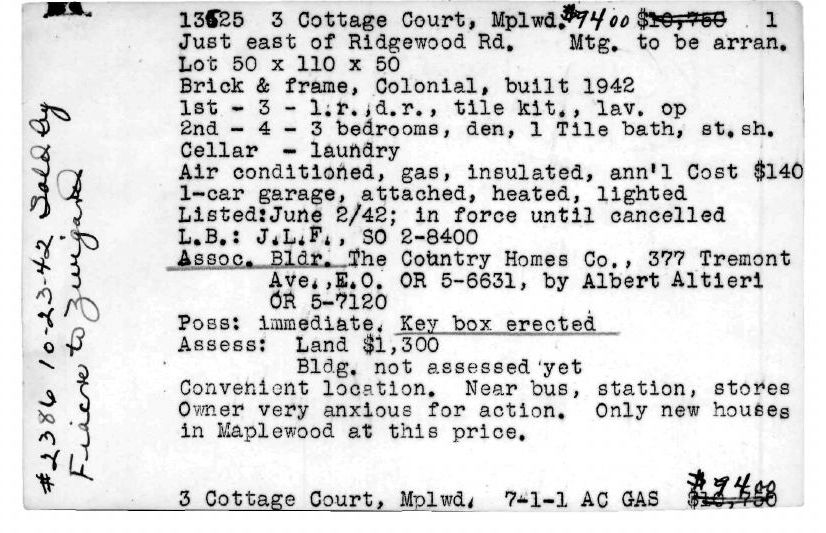 13625 3 Cottage Court, Mplwd. $9400 $10,750 1
Just east of Ridgewood Rd. Mtg. to be arran.
Lot 50 x 110 x 50
Brick & frame, Colonial, built 1942
1st - 3 - l.r.,d.r., tile kit., lav. op
2nd - 4 - 3 bedrooms, den, 1 Tile bath, st.sh.
Cellar - laundry
Air conditioned, gas, insulated, ann'l Cost $140
1-car garage, attached, heated, lighted
Listed:June 2/42; in force until cancelled
L.B.: J.L.F., SO 2-8400
Assoc. Bldr. The Country Homes Co., 377 Tremont
Ave.,E.O. OR 5-6631, by Albert Altieri
OR 5-7120
Poss: immediate. Key box erected
Assess: Land $1,300
Bldg. not assessed yet
Convenient location. Near bus, station, stores
Owner very anxious for action. Only new houses
in Maplewood at this price.
3 Cottage Court, Mplwd. 7-1-1 AC GAS $10,750
$9400
#2386 10-23-42 Sold by
to